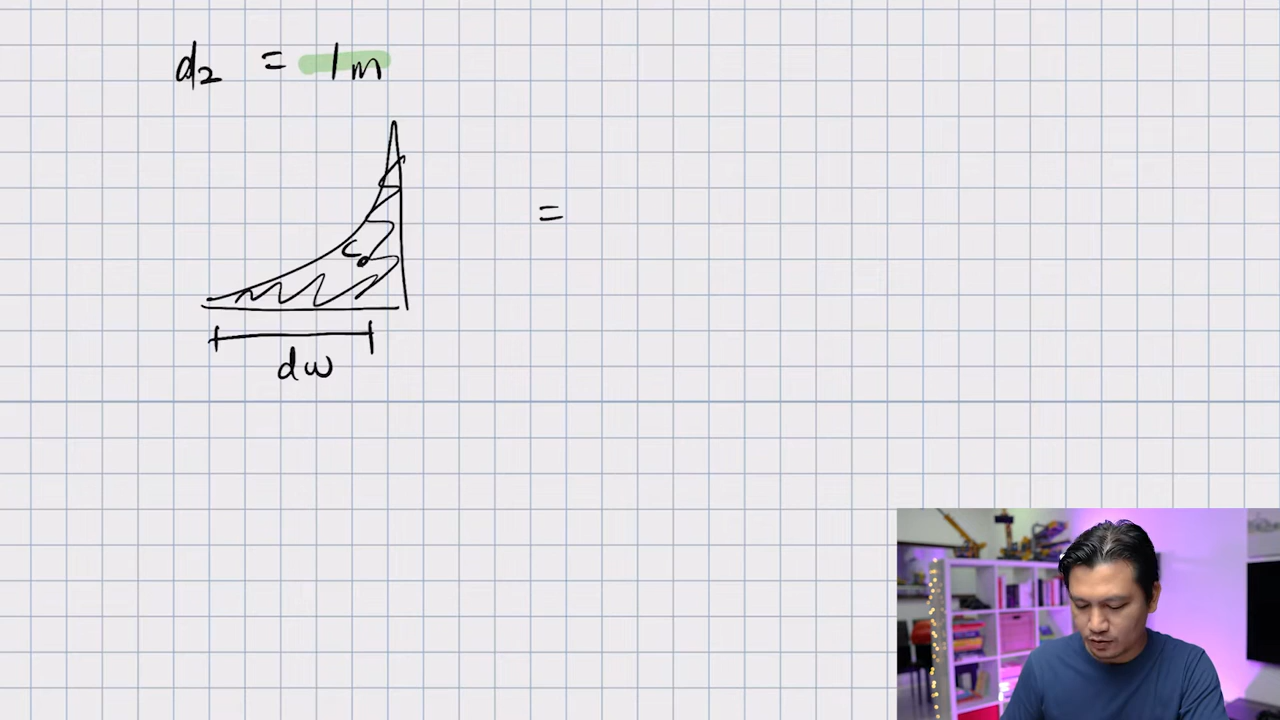 d₂ = 1m
C
=
dw